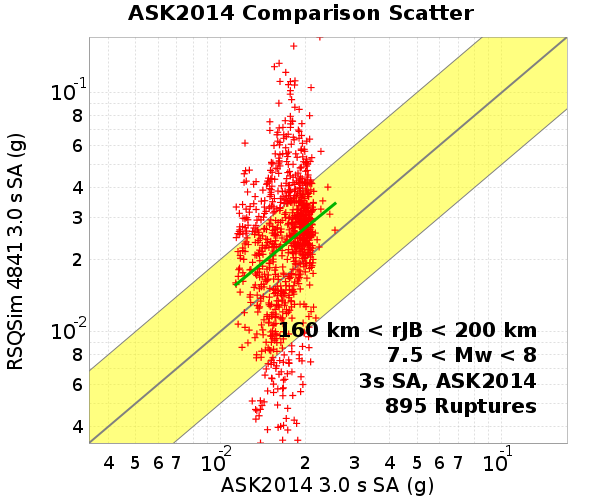 ASK2014 Comparison Scatter
RSQSim 4841 3.0 s SA (g)
10-1
8
6
4
3
2
10-2
8
6
4
160 km < rJB < 200 km
7.5 < Mw < 8
3s SA, ASK2014
895 Ruptures
4 5 6 7 10-2 2 3 4 5 6 7 10-1
ASK2014 3.0 s SA (g)